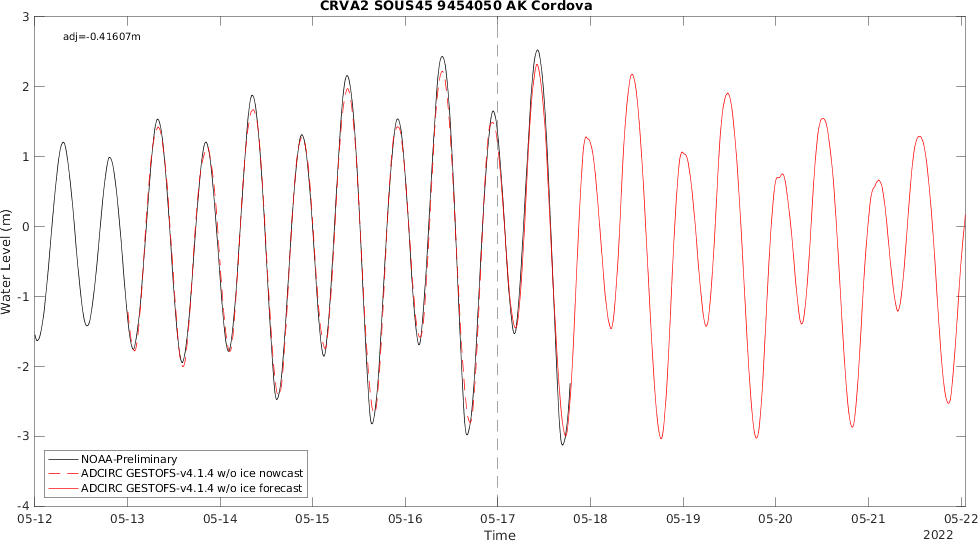 CRVA2 SOUS45 9454050 AK Cordova
adj=-0.41607m
3
2
1
0
-1
-2
-3
-4
Water Level (m)
NOAA-Preliminary
ADCIRC GESTOFS-v4.1.4 w/o ice nowcast
ADCIRC GESTOFS-v4.1.4 w/o ice forecast
05-12 05-13 05-14 05-15 05-16 05-17 05-18 05-19 05-20 05-21 05-22
Time
2022